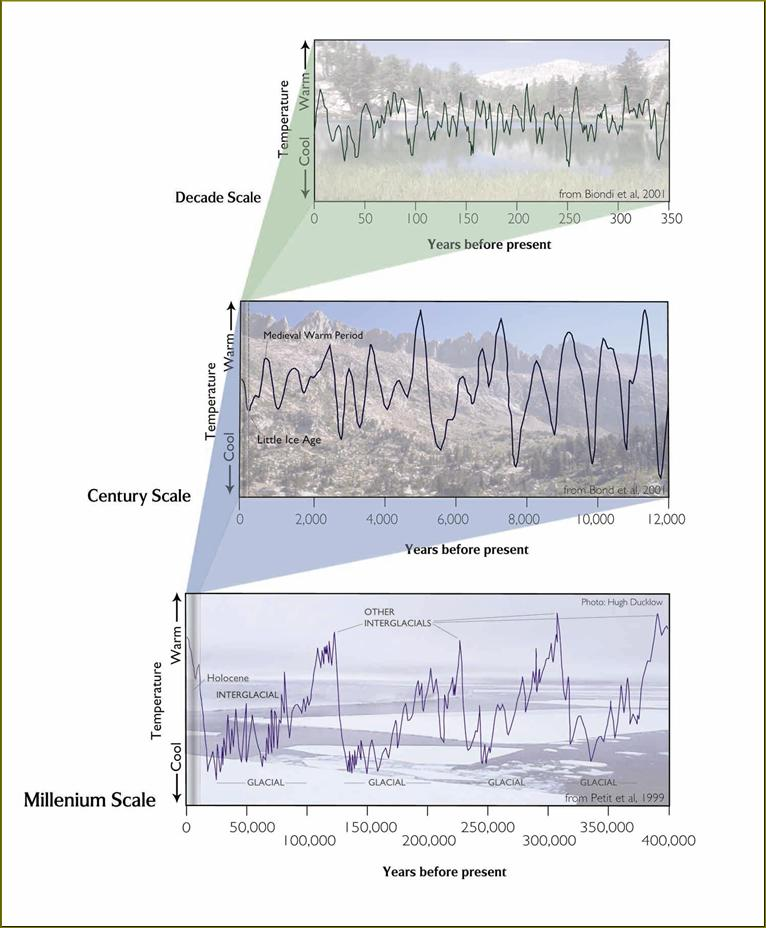 Temperature
Cool
Warm
from Biondi et al, 2001
Decade Scale
0 50 100 150 200 250 300 350
Years before present
Temperature
Cool
Warm
Medieval Warm Period
Little Ice Age
from Bond et al, 2001
Century Scale
0 2,000 4,000 6,000 8,000 10,000 12,000
Years before present
Temperature
Cool
Warm
Photo: Hugh Ducklow
OTHER
INTERGLACIALS
Holocene
INTERGLACIAL
GLACIAL GLACIAL GLACIAL GLACIAL
from Petit et al, 1999
Millenium Scale
0 50,000 150,000 250,000 350,000
100,000 200,000 300,000 400,000
Years before present